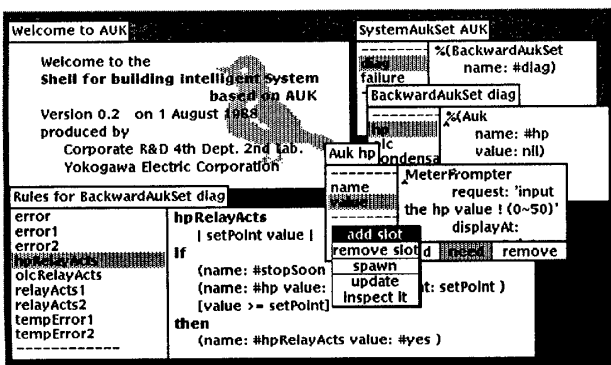 Welcome to AUK
Welcome to the
Shell for building Intelligent System
based on AUK
Version 0.2 on 1 August 1988
produced by
Corporate R&D 4th Dept. 2nd Lab.
Yokogawa Electric Corporation
SystemAukSet AUK
diag
failure
%(BackwardAukSet
name: #diag)
BackwardAukSet diag
hp
olc
condensa
%(Auk
name: #hp
value: nil)
Auk hp
name
value
MeterPrompter
request: 'input
the hp value ! (0~50)'
displayAt:
add slot
remove slot
spawn
update
inspect it
d need remove
Rules for BackwardAukSet diag
error
error1
error2
hpRelayActs
olcRelayActs
relayActs1
relayActs2
tempError1
tempError2
hpRelayActs
| setPoint value |
If
(name: #stopSoon
(name: #hp value: nt: setPoint )
[value >= setPoint]
then
(name: #hpRelayActs value: #yes )